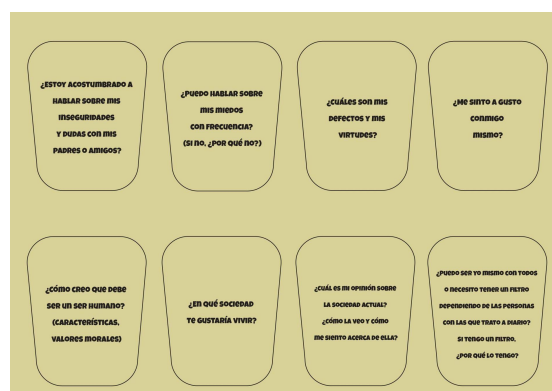 ¿ESTOY ACOSTUMBRADO A
HABLAR SOBRE MIS
INSEGURIDADES
Y DUDAS CON MIS
PADRES O AMIGOS?
¿PUEDO HABLAR SOBRE
MIS MIEDOS
CON FRECUENCIA?
(SI NO, ¿POR QUÉ NO?)
¿CUÁLES SON MIS
DEFECTOS Y MIS
VIRTUDES?
¿ME SINTO A GUSTO
CONMIGO
MISMO?
¿CÓMO CREO QUE DEBE
SER UN SER HUMANO?
(CARACTERÍSTICAS,
VALORES MORALES)
¿EN QUÉ SOCIEDAD
TE GUSTARÍA VIVIR?
¿CUÁL ES MI OPINIÓN SOBRE
LA SOCIEDAD ACTUAL?
¿CÓMO LA VEO Y CÓMO
ME SIENTO ACERCA DE ELLA?
¿PUEDO SER YO MISMO CON TODOS
O NECESITO TENER UN FILTRO
DEPENDIENDO DE LAS PERSONAS
CON LAS QUE TRATO A DIARIO?
SI TENGO UN FILTRO,
¿POR QUÉ LO TENGO?